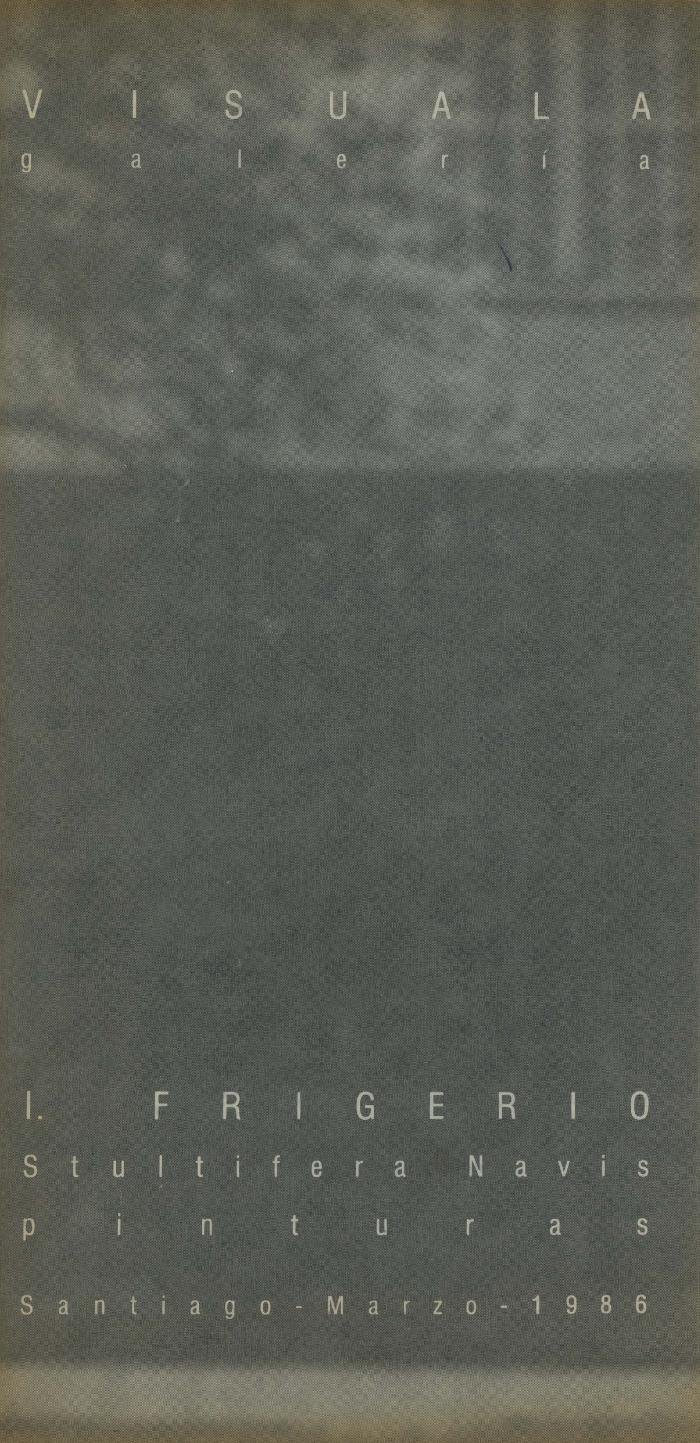 VISUALA
galería
I. FRIGERIO
Stultifera Navis
pinturas
Santiago-Marzo-1986